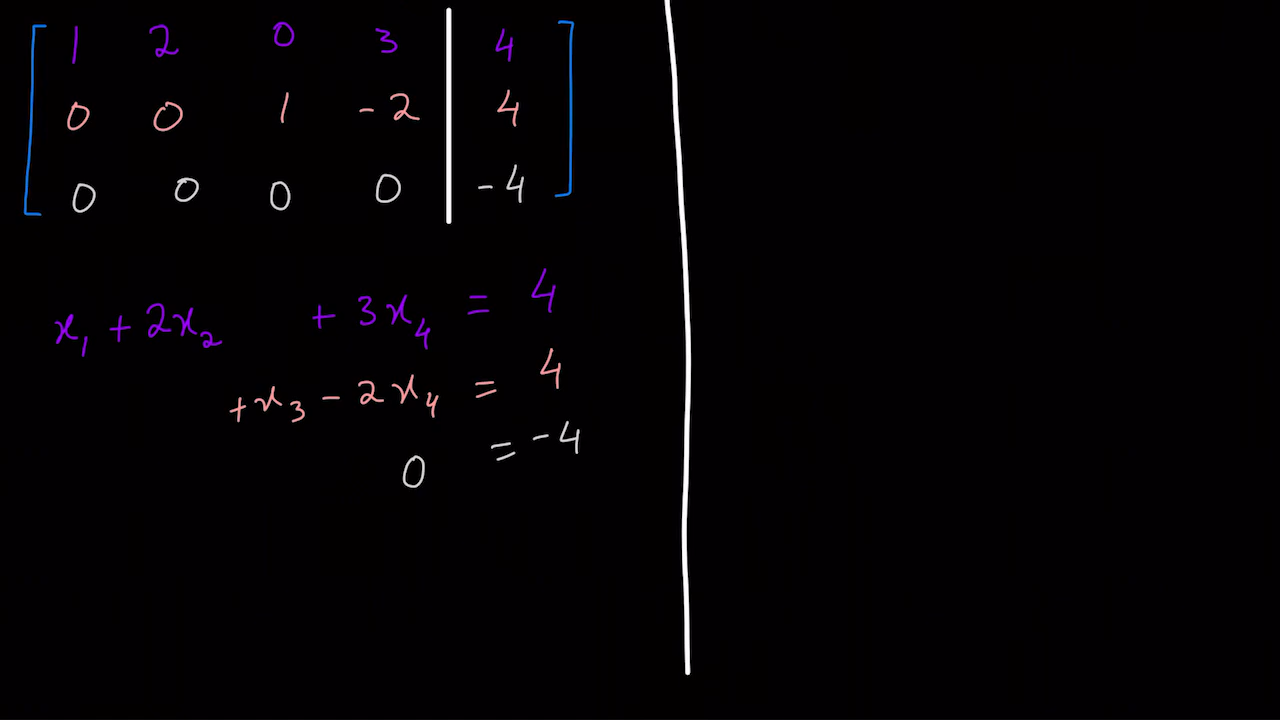 1 2 0 3 4
0 0 1 -2 4
0 0 0 0 -4
x₁ + 2x₂ + 3x₄ = 4
+x₃ - 2x₄ = 4
0 = -4